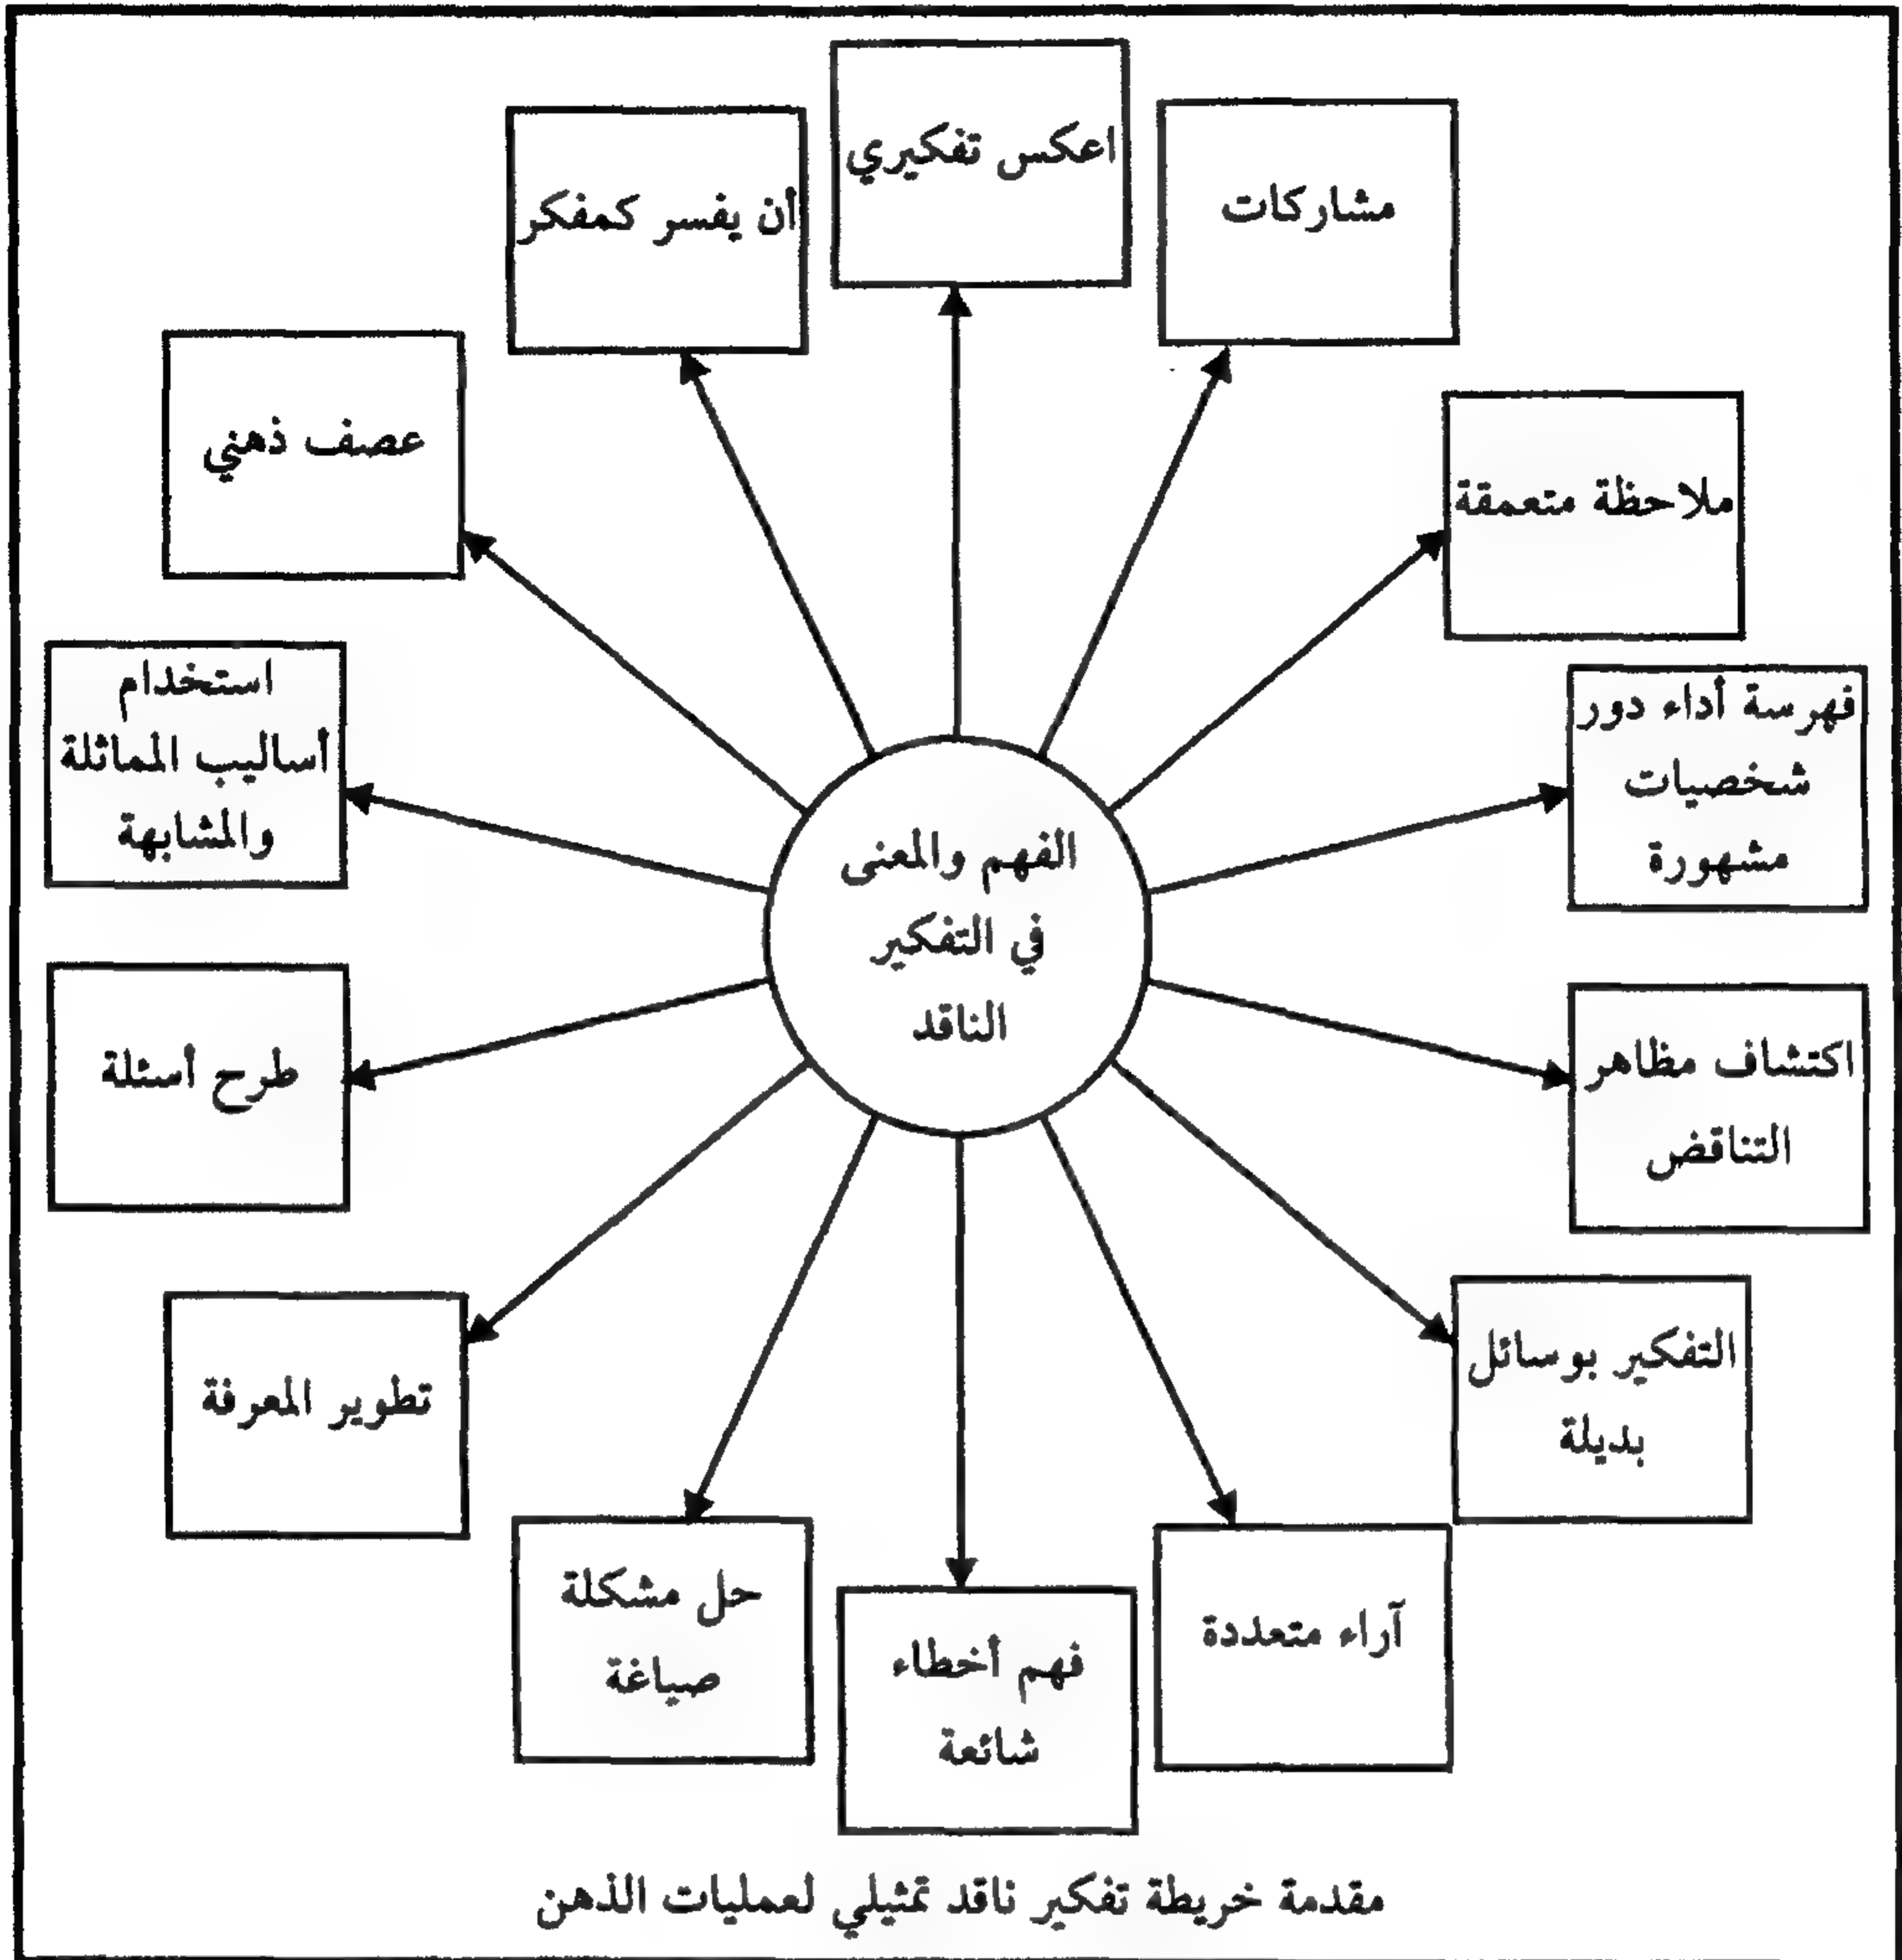 اعكس تفكيري
مشاركات
أن يفسر كمفكر
ملاحظة متعمقة
عصف ذهني
فهرسة أداء دور
شخصيات
مشهورة
استخدام
أساليب المماثلة
والمشابهة
الفهم والمعنى
في التفكير
الناقد
اكتشاف مظاهر
التناقض
طرح أسئلة
التفكير بوسائل
بديلة
تطوير المعرفة
آراء متعددة
حل مشكلة
صياغة
فهم أخطاء
شائعة
مقدمة خريطة تفكير ناقد تمثيلي لعمليات الذهن